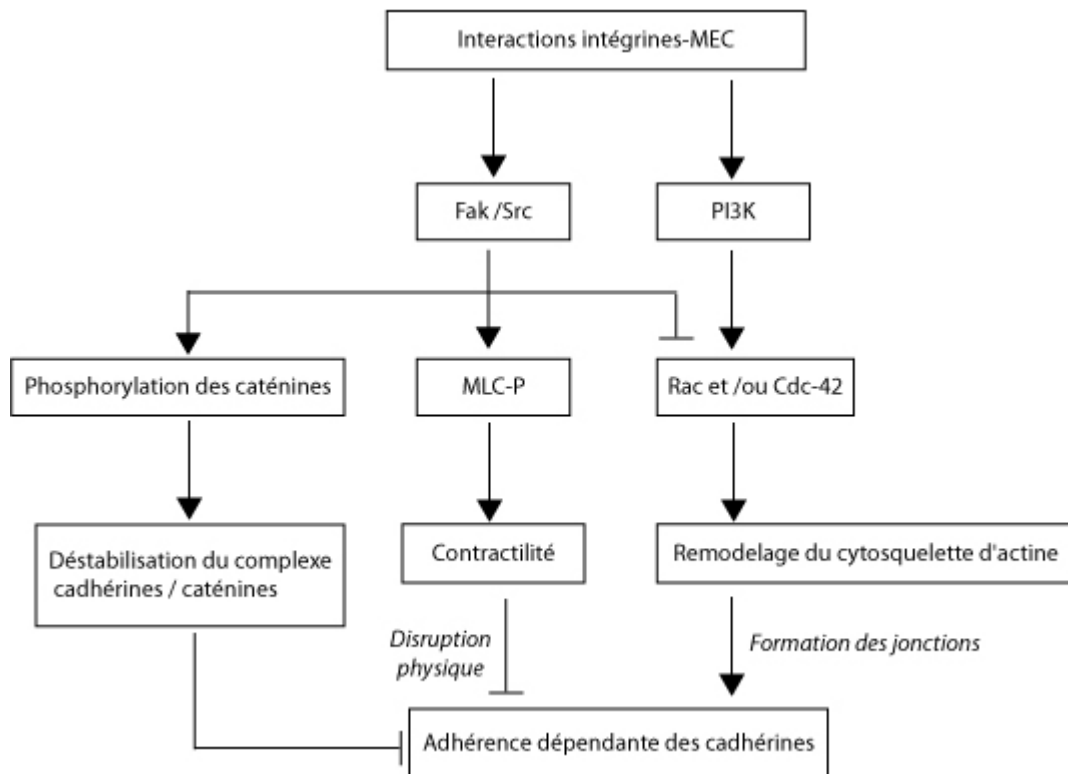 Interactions intégrines-MEC
Fak /Src
PI3K
Phosphorylation des caténines
MLC-P
Rac et /ou Cdc-42
Déstabilisation du complexe
cadhérines / caténines
Contractilité
Remodelage du cytosquelette d'actine
Disruption
physique
Formation des jonctions
Adhérence dépendante des cadhérines